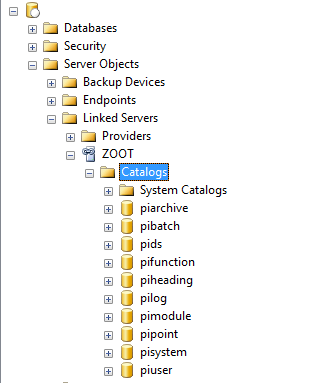 Databases
Security
Server Objects
Backup Devices
Endpoints
Linked Servers
Providers
ZOOT
Catalogs
System Catalogs
piarchive
pibatch
pids
pifunction
piheading
pilog
pimodule
pipoint
pisystem
piuser